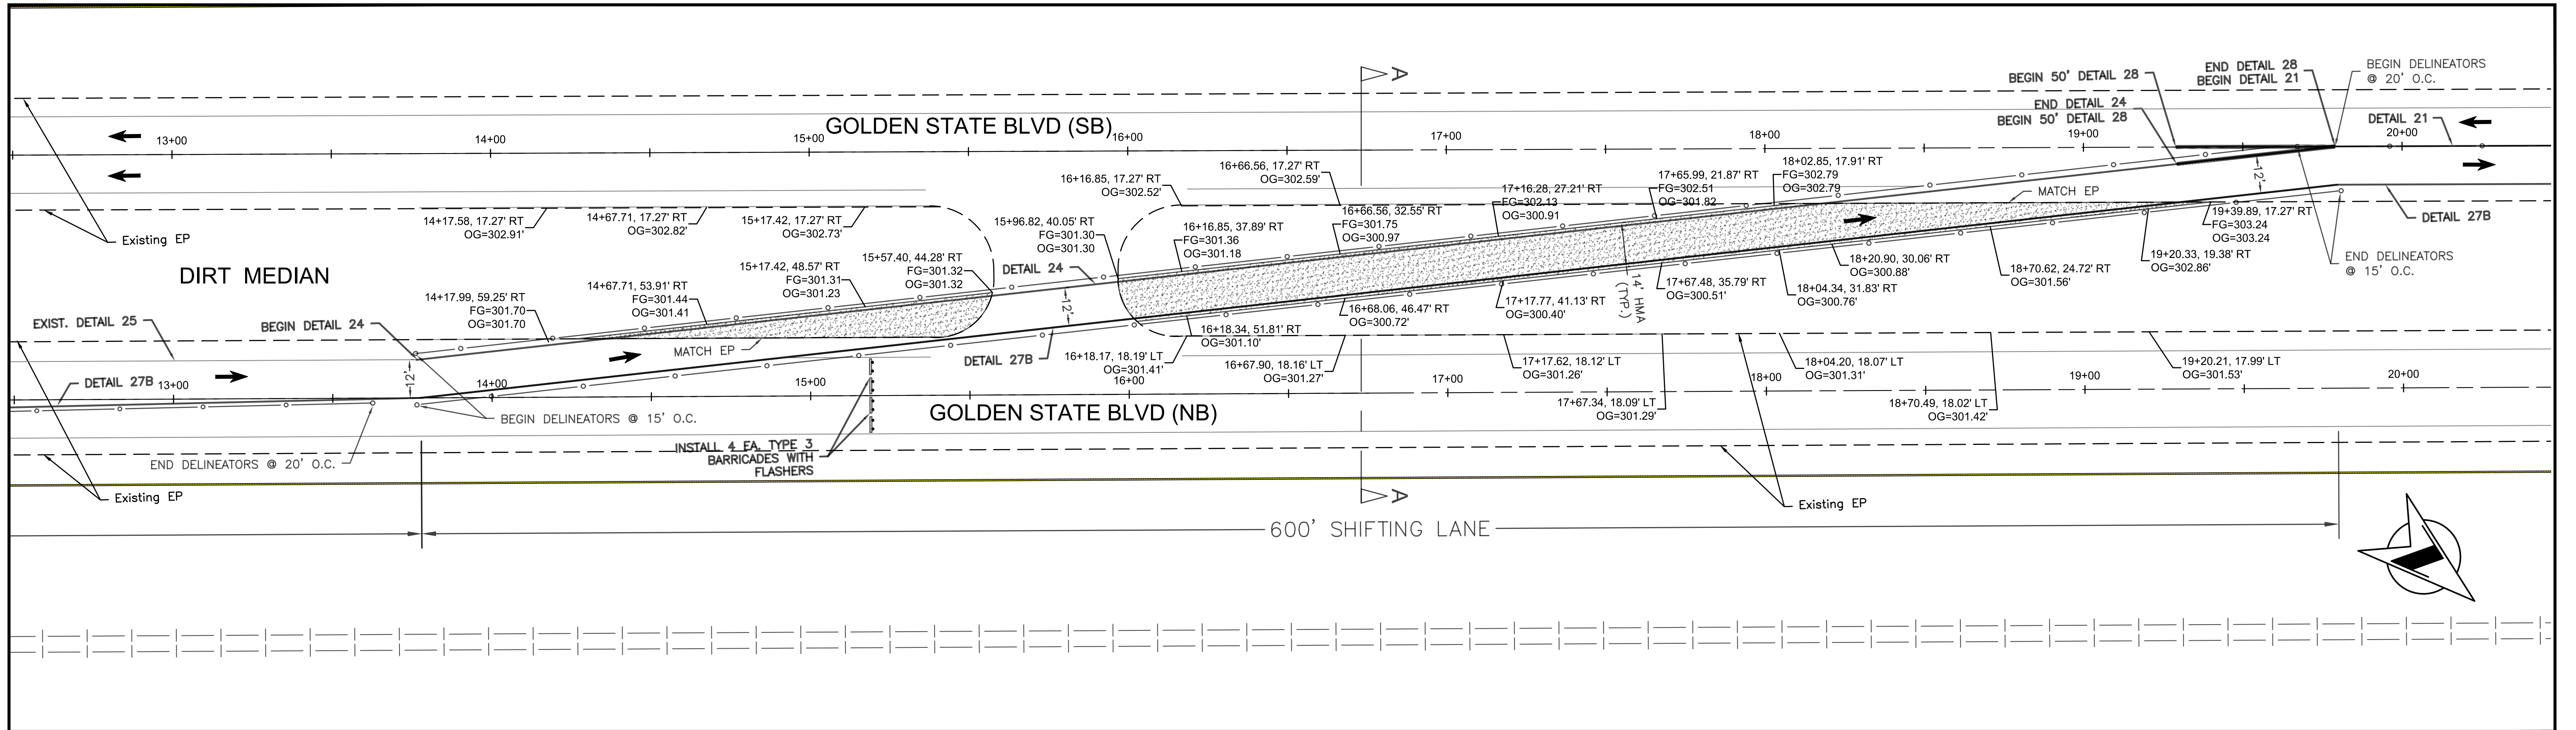 BEGIN 50' DETAIL 28
END DETAIL 28
BEGIN DETAIL 21
BEGIN DELINEATORS
@ 20' O.C.
END DETAIL 24
BEGIN 50' DETAIL 28
DETAIL 21
A
GOLDEN STATE BLVD (SB)
13+00
14+00
15+00
16+00
17+00
18+00
19+00
20+00
16+66.56, 17.27' RT
OG=302.59'
16+16.85, 17.27' RT
OG=302.52'
18+02.85, 17.91' RT
FG=302.79
OG=302.79
17+65.99, 21.87' RT
FG=302.51
OG=301.82
17+16.28, 27.21' RT
FG=302.13
OG=300.91
12'
MATCH EP
14+17.58, 17.27' RT
OG=302.91'
14+67.71, 17.27' RT
OG=302.82'
15+17.42, 17.27' RT
OG=302.73'
15+96.82, 40.05' RT
FG=301.30
OG=301.30
16+16.85, 37.89' RT
FG=301.36
OG=301.18
16+66.56, 32.55' RT
FG=301.75
OG=300.97
19+39.89, 17.27' RT
FG=303.24
OG=303.24
DETAIL 27B
Existing EP
DIRT MEDIAN
15+57.40, 44.28' RT
FG=301.32
OG=301.32
15+17.42, 48.57' RT
FG=301.31
OG=301.23
DETAIL 24
14+67.71, 53.91' RT
FG=301.44
OG=301.41
14+17.99, 59.25' RT
FG=301.70
OG=301.70
14' HMA
(TYP.)
18+20.90, 30.06' RT
OG=300.88'
19+20.33, 19.38' RT
OG=302.86'
18+70.62, 24.72' RT
OG=301.56'
END DELINEATORS
@ 15' O.C.
17+67.48, 35.79' RT
OG=300.51'
18+04.34, 31.83' RT
OG=300.76'
17+17.77, 41.13' RT
OG=300.40'
16+68.06, 46.47' RT
OG=300.72'
12'
EXIST. DETAIL 25
BEGIN DETAIL 24
16+18.34, 51.81' RT
OG=301.10'
MATCH EP
DETAIL 27B
16+18.17, 18.19' LT
OG=301.41'
16+67.90, 18.16' LT
OG=301.27'
17+17.62, 18.12' LT
OG=301.26'
18+04.20, 18.07' LT
OG=301.31'
19+20.21, 17.99' LT
OG=301.53'
12'
DETAIL 27B
13+00
14+00
15+00
16+00
17+00
18+00
19+00
20+00
17+67.34, 18.09' LT
OG=301.29'
18+70.49, 18.02' LT
OG=301.42'
GOLDEN STATE BLVD (NB)
BEGIN DELINEATORS @ 15' O.C.
INSTALL 4 EA. TYPE 3
BARRICADES WITH
FLASHERS
END DELINEATORS @ 20' O.C.
Existing EP
A
Existing EP
600' SHIFTING LANE